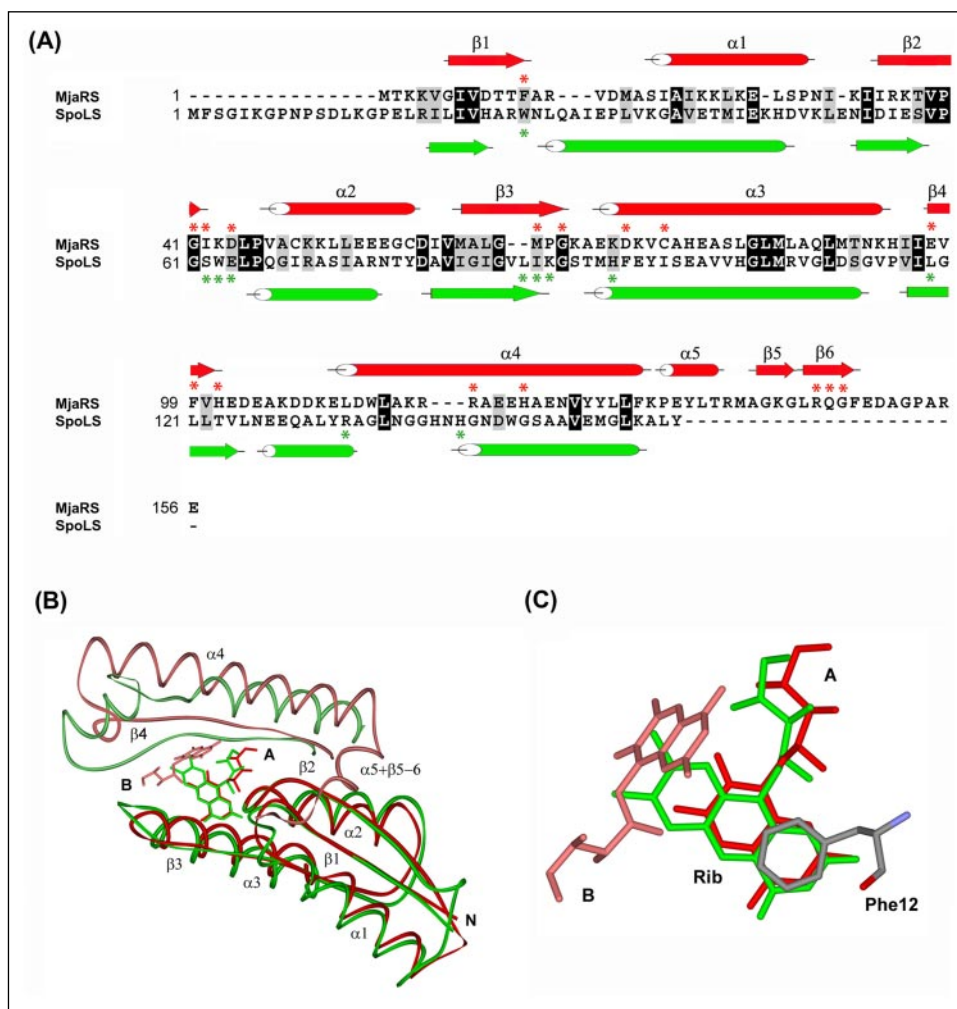 (A)
β1 α1 β2
*
MjaRS 1 - - - - - - - - - - - - - - MTKKVGIVDTTFAR--VDMASIAIKKLKE-LSPNI-KIIRKTVP
SpoLS 1 MFSGIKGPNPSDLKGPELRILIVHARWNLQAIEPLVKGAVETMIEKHDVKLENIDIESVP
*
α2 β3 α3 β4
* * * * * * * *
MjaRS 41 GIKDLPVACKKLLEEEGCDIVMALG--MPGKAEKDKVCAHEASLGLMLAQLMTNKHIIEV
SpoLS 61 GSWELPQGIRASIARNTYDAVIGIGVLIKGSTMHFEYISEAVVHGLMRVGLDSGVPVILG
* * * * * * * *
α4 α5 β5 β6
* * * * * * *
MjaRS 99 FVHEDEAKDDKELDWLAKR---RAEEHAENVYYLLFKPEYLTRMAGKGLRQGFEDAGPAR
SpoLS 121 LLTVLNEEQALYRAGLNGGHNHGNDWGSAAVEMGLKALY- - - - - - - - - - - - - - - - - - - - -
* *
MjaRS 156 E
SpoLS -
(B)
α4
β4
A
β2
α5+β5–6
B
α2
β3
β1
α3
N
α1
(C)
A
Rib
B
Phe12